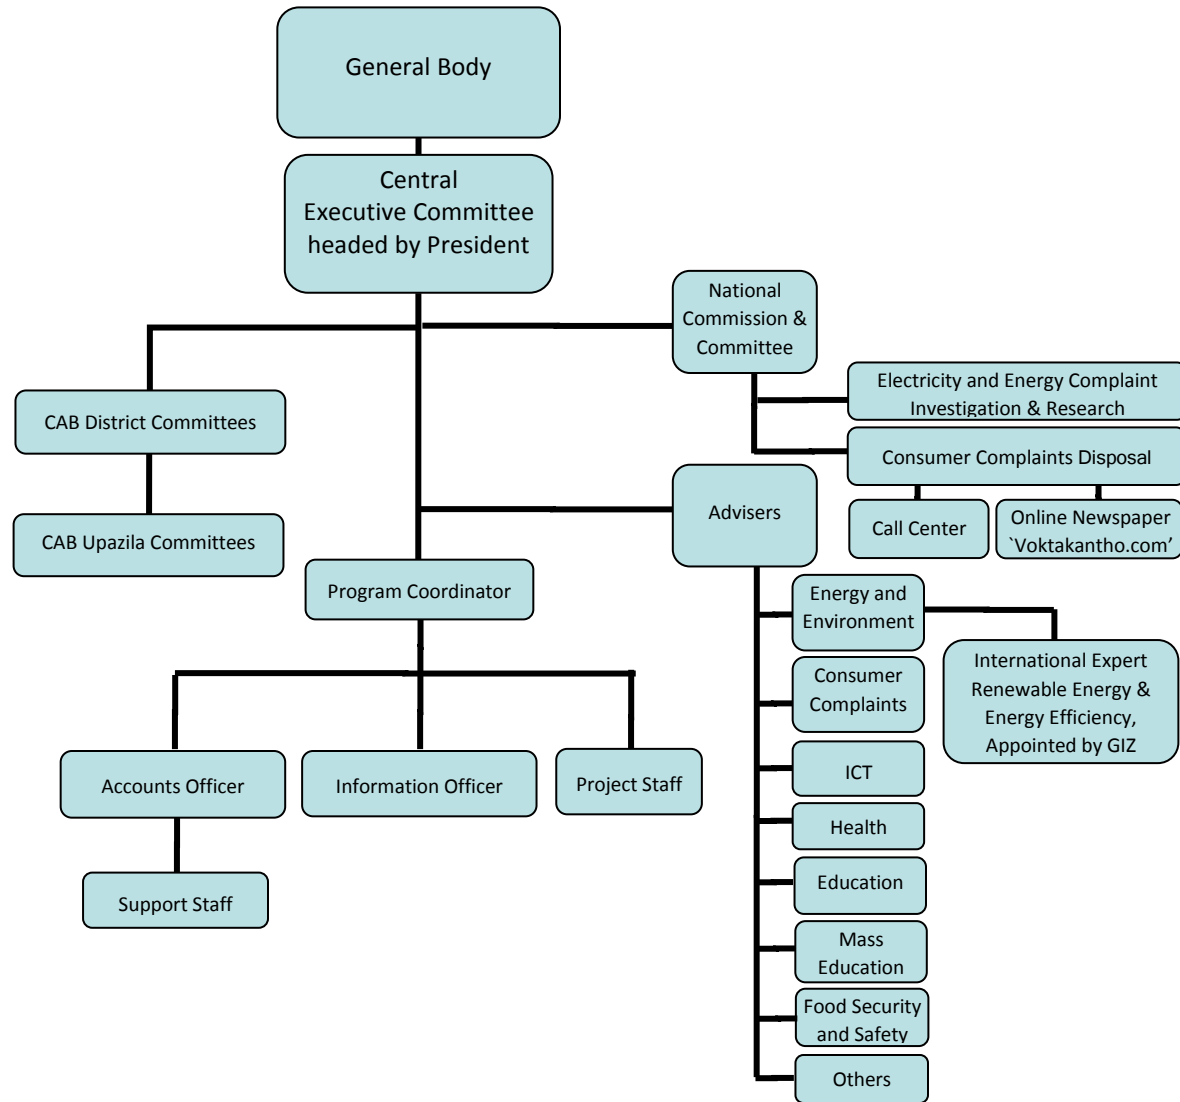 General Body
Central
Executive Committee
headed by President
National
Commission &
Committee
Electricity and Energy Complaint
Investigation & Research
CAB District Committees
Consumer Complaints Disposal
Advisers
Call Center
Online Newspaper
`Voktakantho.com’
CAB Upazila Committees
Program Coordinator
Energy and
Environment
International Expert
Renewable Energy &
Energy Efficiency,
Appointed by GIZ
Consumer
Complaints
Accounts Officer
Information Officer
Project Staff
ICT
Health
Support Staff
Education
Mass
Education
Food Security
and Safety
Others